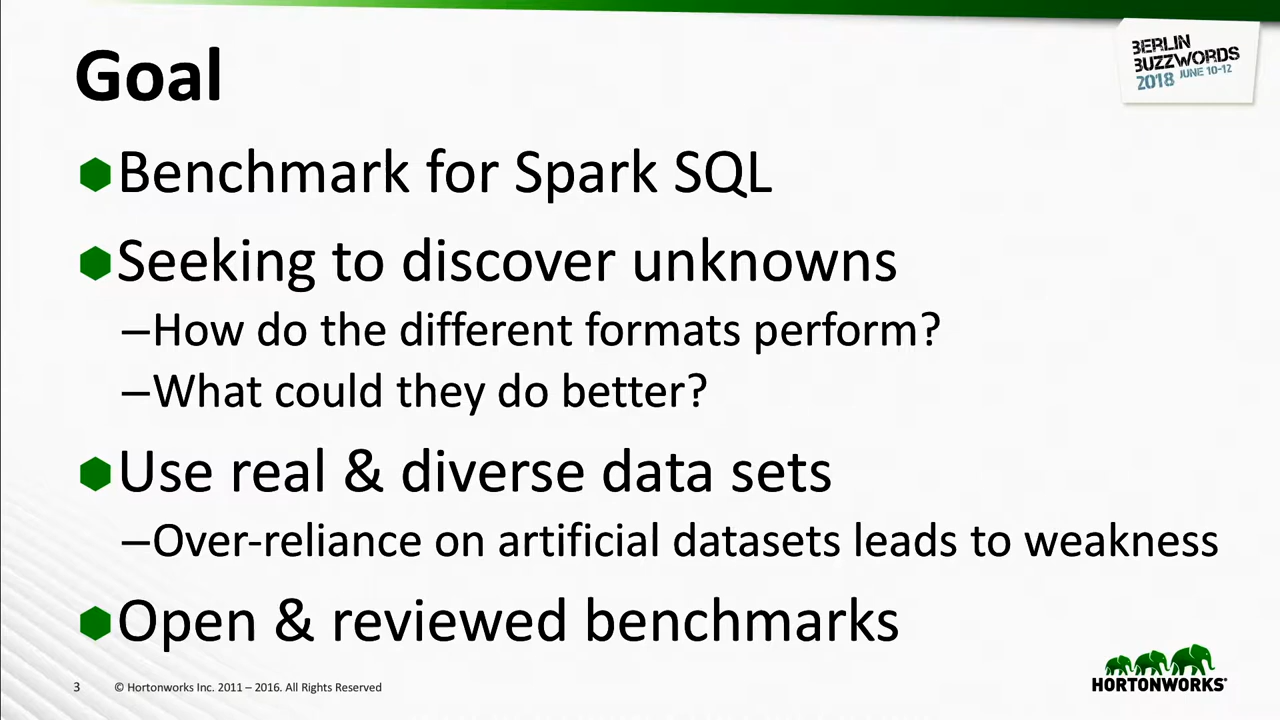 Goal
BERLIN
BUZZWORDS
2018 JUNE 10-12
Benchmark for Spark SQL
Seeking to discover unknowns
–How do the different formats perform?
–What could they do better?
Use real & diverse data sets
–Over-reliance on artificial datasets leads to weakness
Open & reviewed benchmarks
3 © Hortonworks Inc. 2011 – 2016. All Rights Reserved
HORTONWORKS